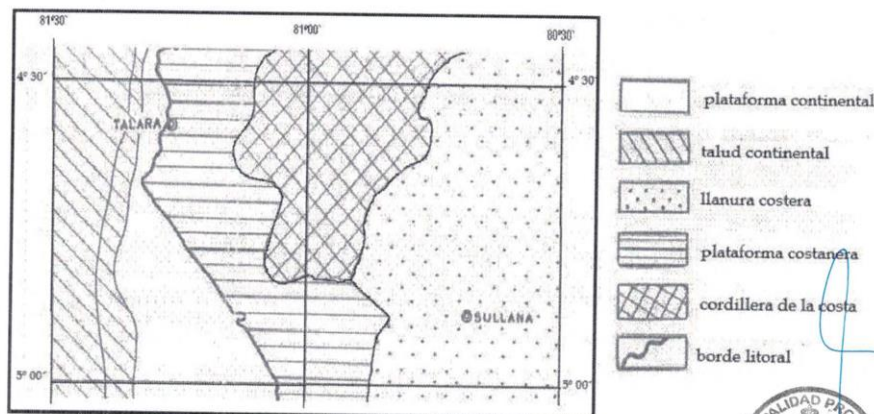 81°30'
81°00
80°30'
4° 30'
4° 30'
TALARA
SULLANA
5° 00'
5° 00'
plataforma continental
talud continental
llanura costera
plataforma costanera
cordillera de la costa
borde litoral